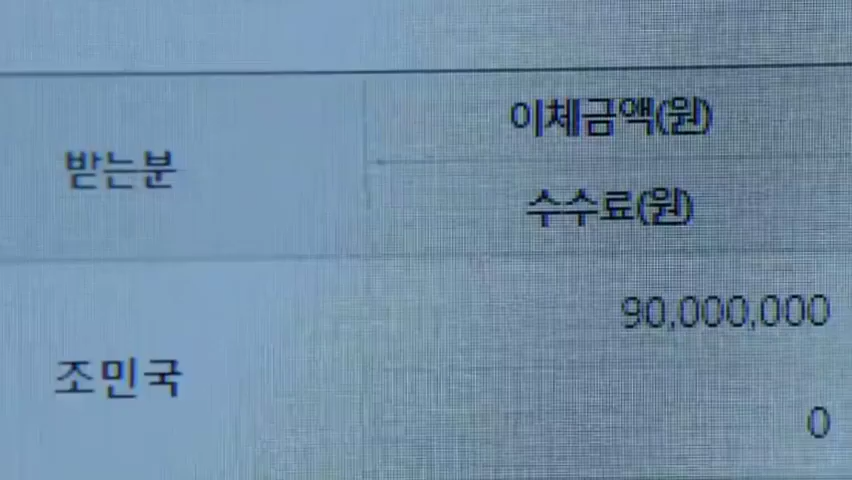 받는분
이체금액(원)
수수료(원)
조민국
90,000,000
0